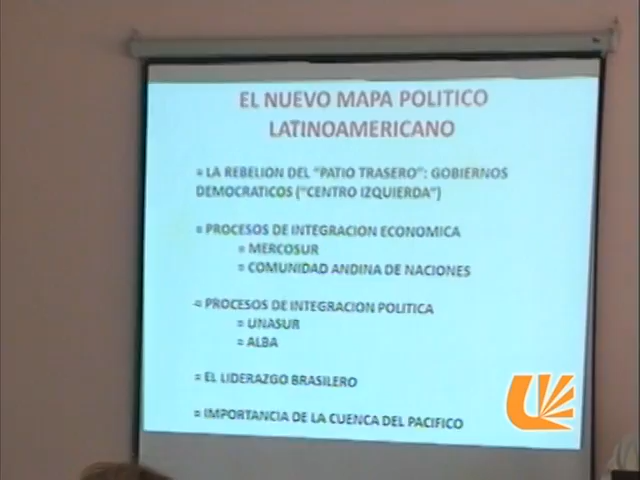 EL NUEVO MAPA POLITICO
LATINOAMERICANO
= LA REBELION DEL "PATIO TRASERO": GOBIERNOS
DEMOCRATICOS ("CENTRO IZQUIERDA")
= PROCESOS DE INTEGRACION ECONOMICA
= MERCOSUR
= COMUNIDAD ANDINA DE NACIONES
= PROCESOS DE INTEGRACION POLITICA
= UNASUR
= ALBA
= EL LIDERAZGO BRASILERO
= IMPORTANCIA DE LA CUENCA DEL PACIFICO